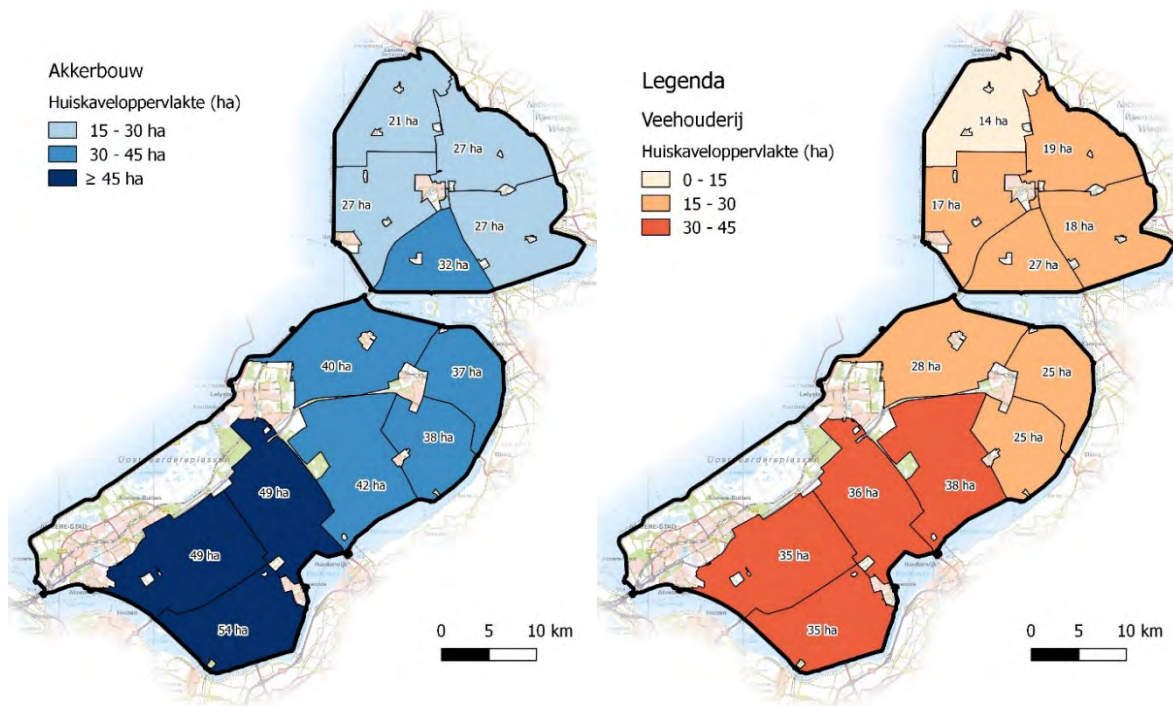 Akkerbouw
Huiskaveloppervlakte (ha)
15 - 30 ha
30 - 45 ha
≥ 45 ha
21 ha
27 ha
27 ha
27 ha
32 ha
40 ha
37 ha
Lelystad
38 ha
Oostvaardersplassen
49 ha
42 ha
49 ha
54 ha
0 5 10 km
Legenda
Veehouderij
Huiskaveloppervlakte (ha)
0 - 15
15 - 30
30 - 45
14 ha
19 ha
17 ha
18 ha
27 ha
28 ha
25 ha
25 ha
Oostvaardersplassen
36 ha
38 ha
35 ha
35 ha
0 5 10 km